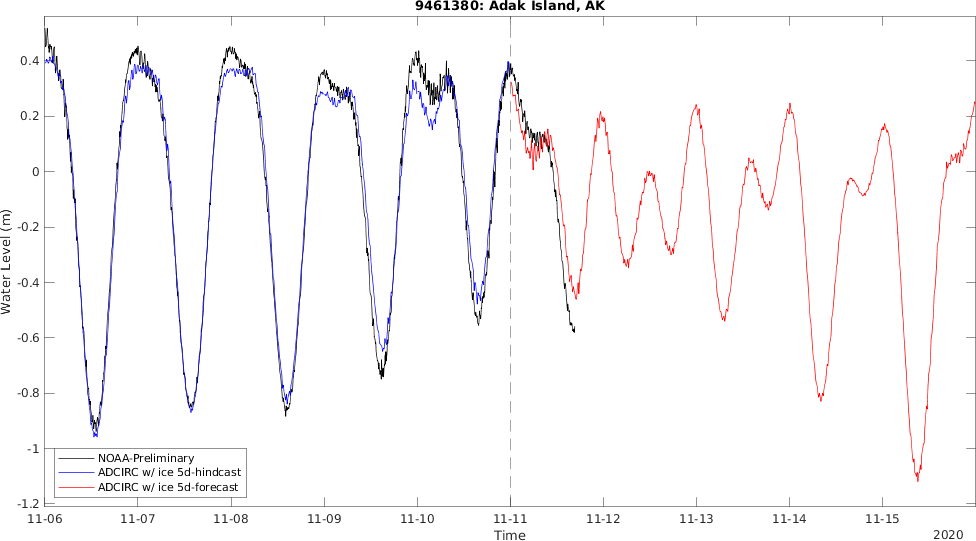 9461380: Adak Island, AK
0.4
0.2
0
-0.2
-0.4
-0.6
-0.8
-1
-1.2
Water Level (m)
NOAA-Preliminary
ADCIRC w/ ice 5d-hindcast
ADCIRC w/ ice 5d-forecast
11-06 11-07 11-08 11-09 11-10 11-11 11-12 11-13 11-14 11-15
Time
2020